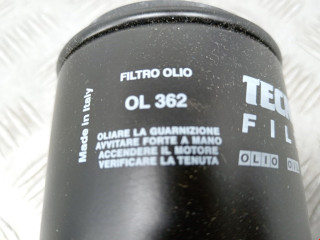 FILTRO OLIO
OL 362
Made in Italy
OLIARE LA GUARNIZIONE
AVVITARE FORTE A MANO
ACCENDERE IL MOTORE
VERIFICARE LA TENUTA
TEC
FIL
OLIO